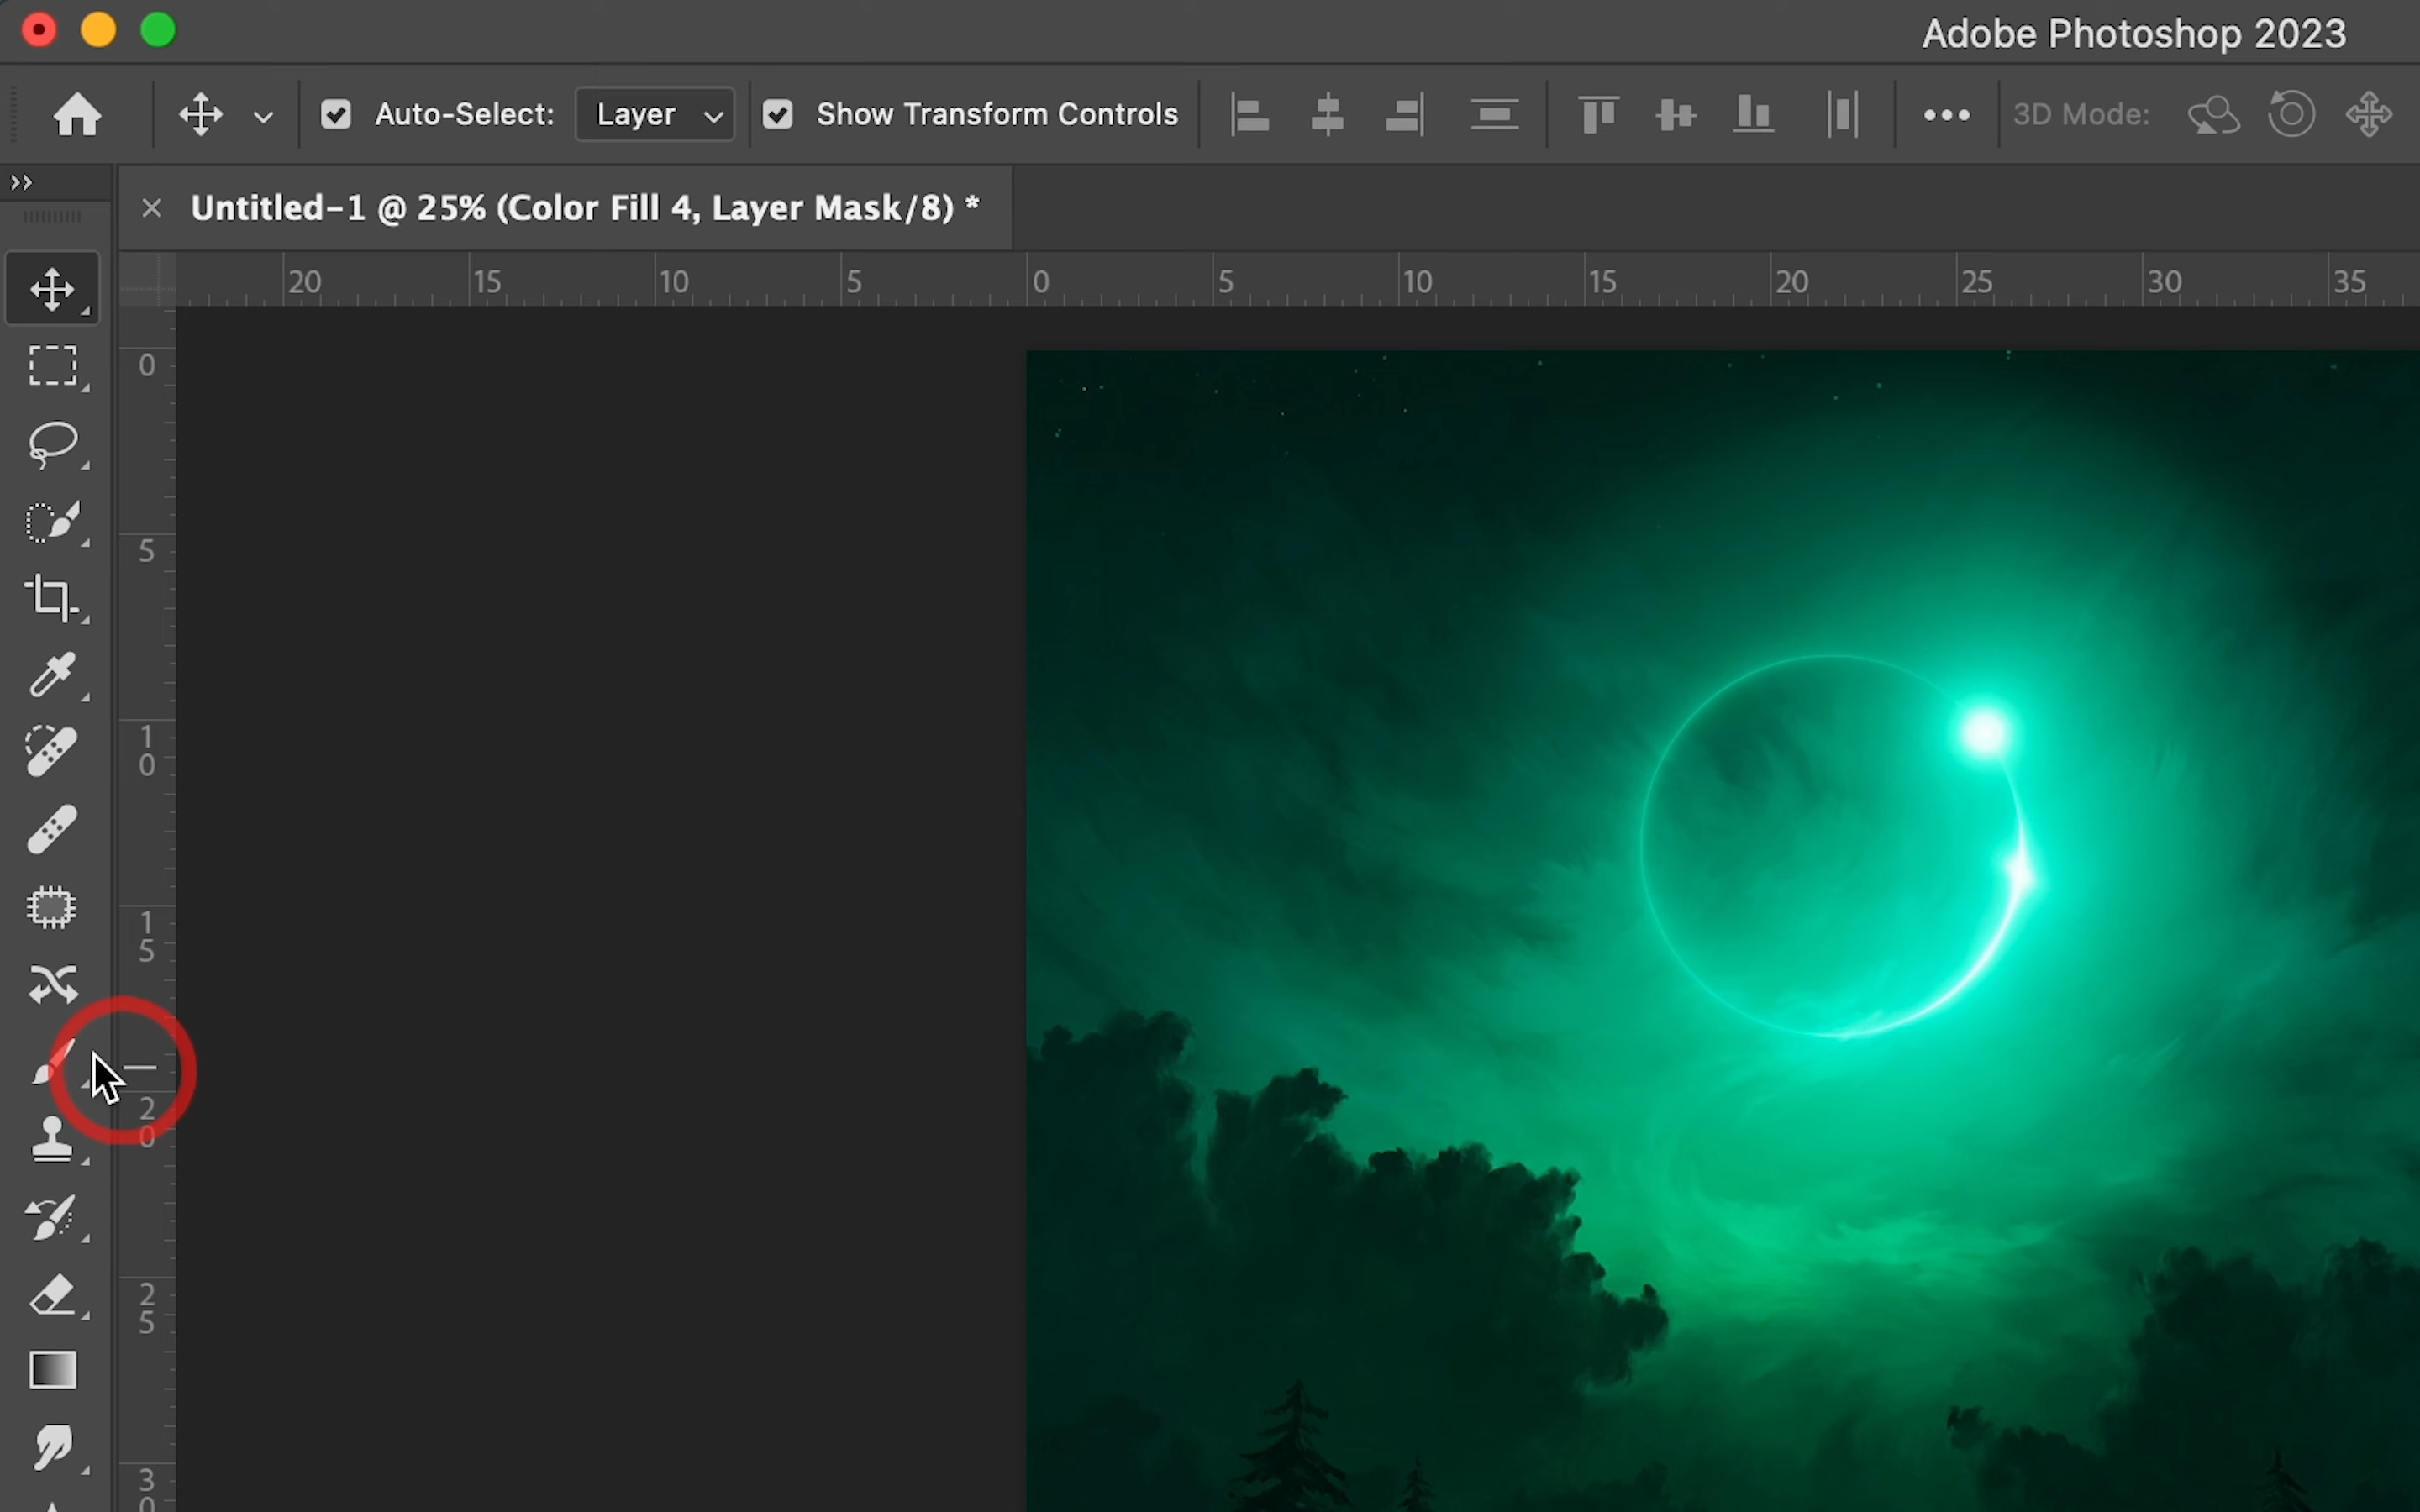 Adobe Photoshop 2023
Auto-Select: Layer Show Transform Controls 3D Mode:
Untitled-1 @ 25% (Color Fill 4, Layer Mask/8) *
20 15 10 5 0 5 10 15 20 25 30 35
0
5
10
15
20
25
30